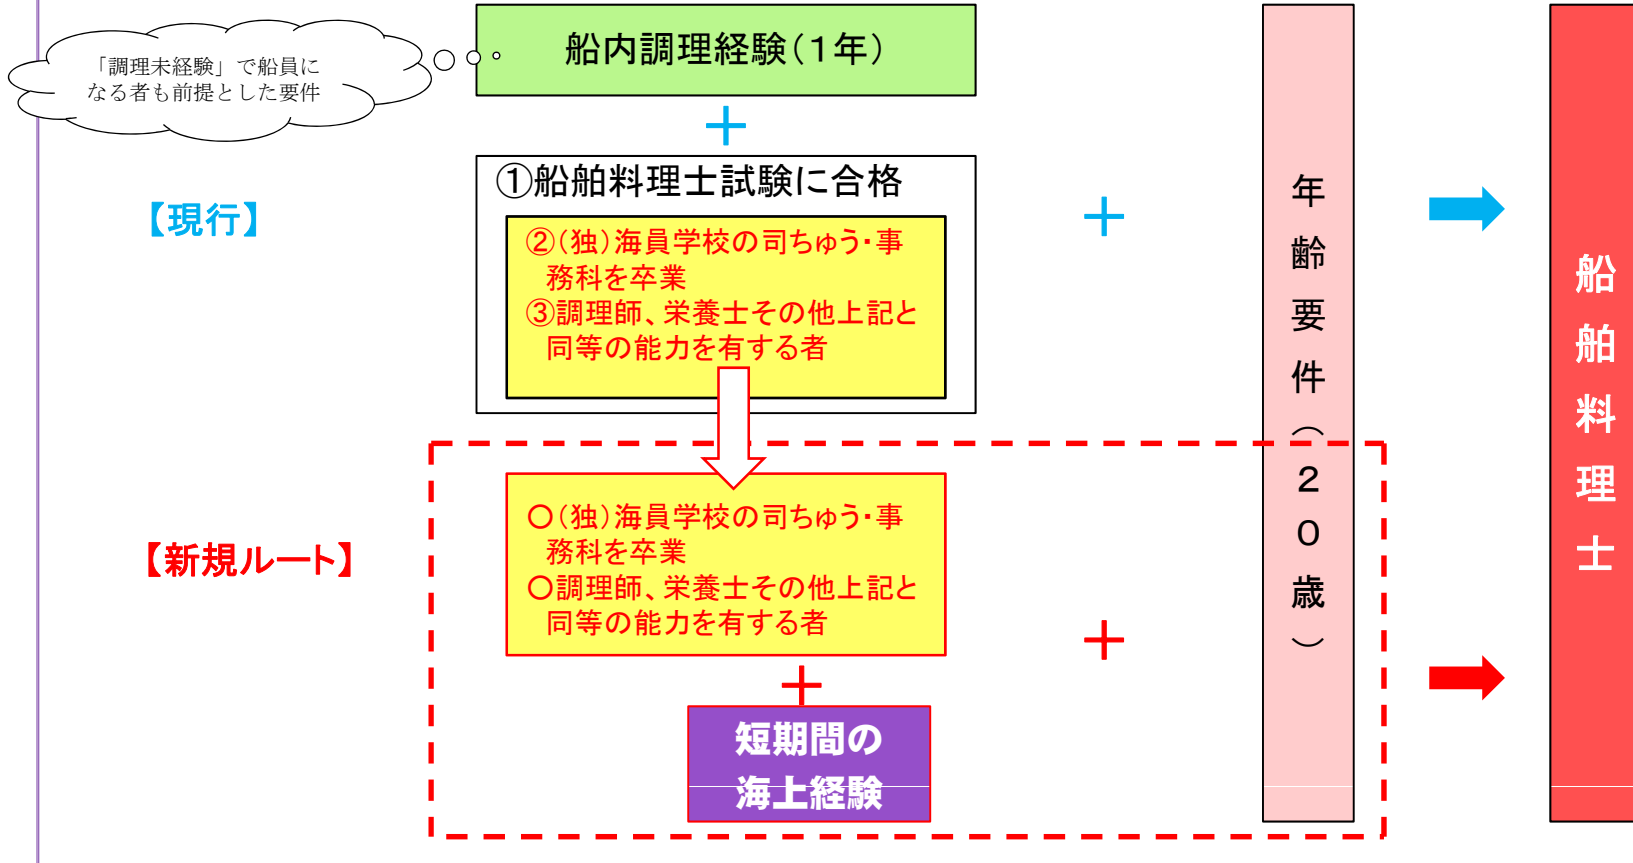 「調理未経験」で船員に
なる者も前提とした要件
船内調理経験(1年)
＋
【現行】
①船舶料理士試験に合格
②(独)海員学校の司ちゅう・事
務科を卒業
③調理師、栄養士その他上記と
同等の能力を有する者
＋
【新規ルート】
○(独)海員学校の司ちゅう・事
務科を卒業
○調理師、栄養士その他上記と
同等の能力を有する者
＋
短期間の
海上経験
＋
年齢要件(20歳)
船舶料理士